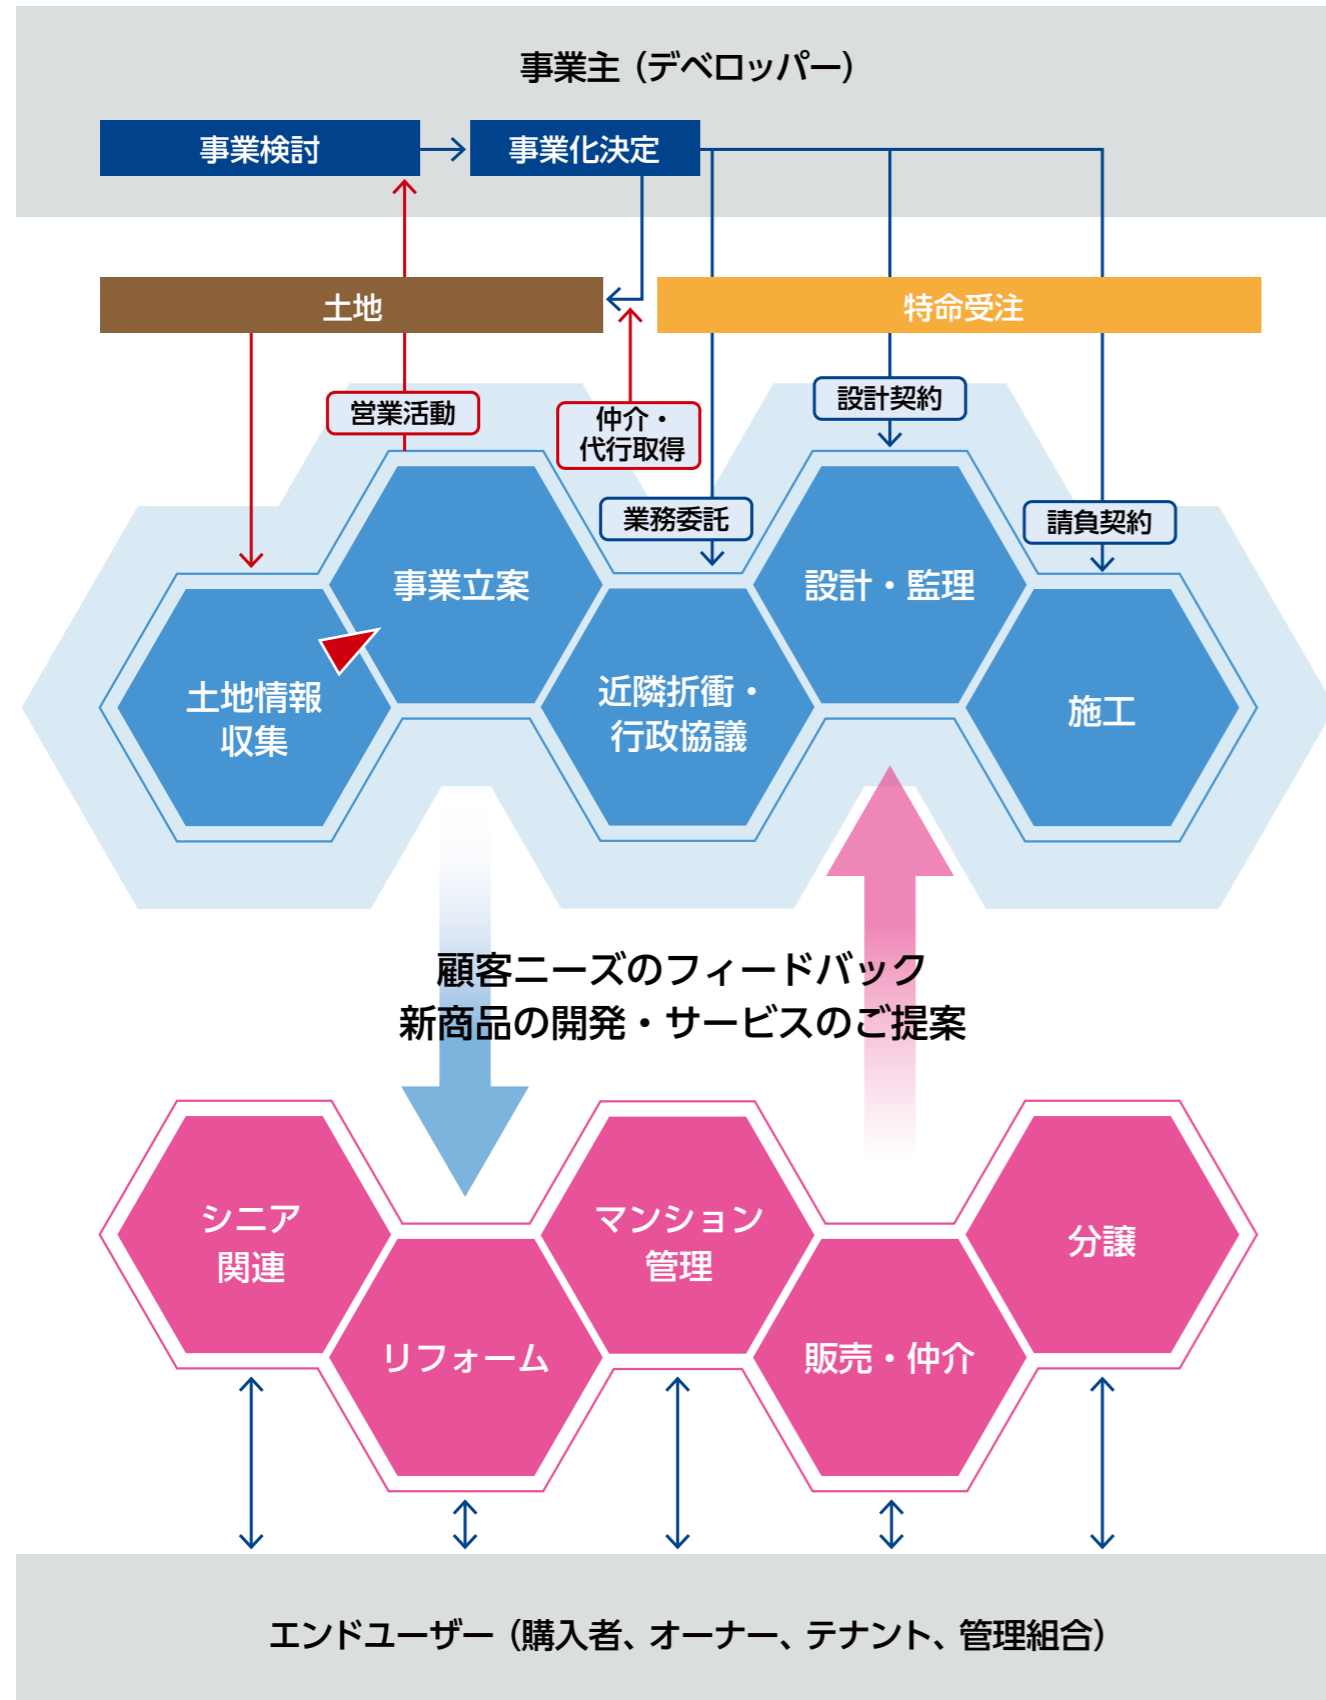 事業主（デベロッパー）
事業検討
事業化決定
土地
特命受注
営業活動
仲介・
代行取得
設計契約
業務委託
請負契約
事業立案
設計・監理
土地情報
収集
近隣折衝・
行政協議
施工
顧客ニーズのフィードバック
新商品の開発・サービスのご提案
シニア
関連
マンション
管理
分譲
リフォーム
販売・仲介
エンドユーザー（購入者、オーナー、テナント、管理組合）